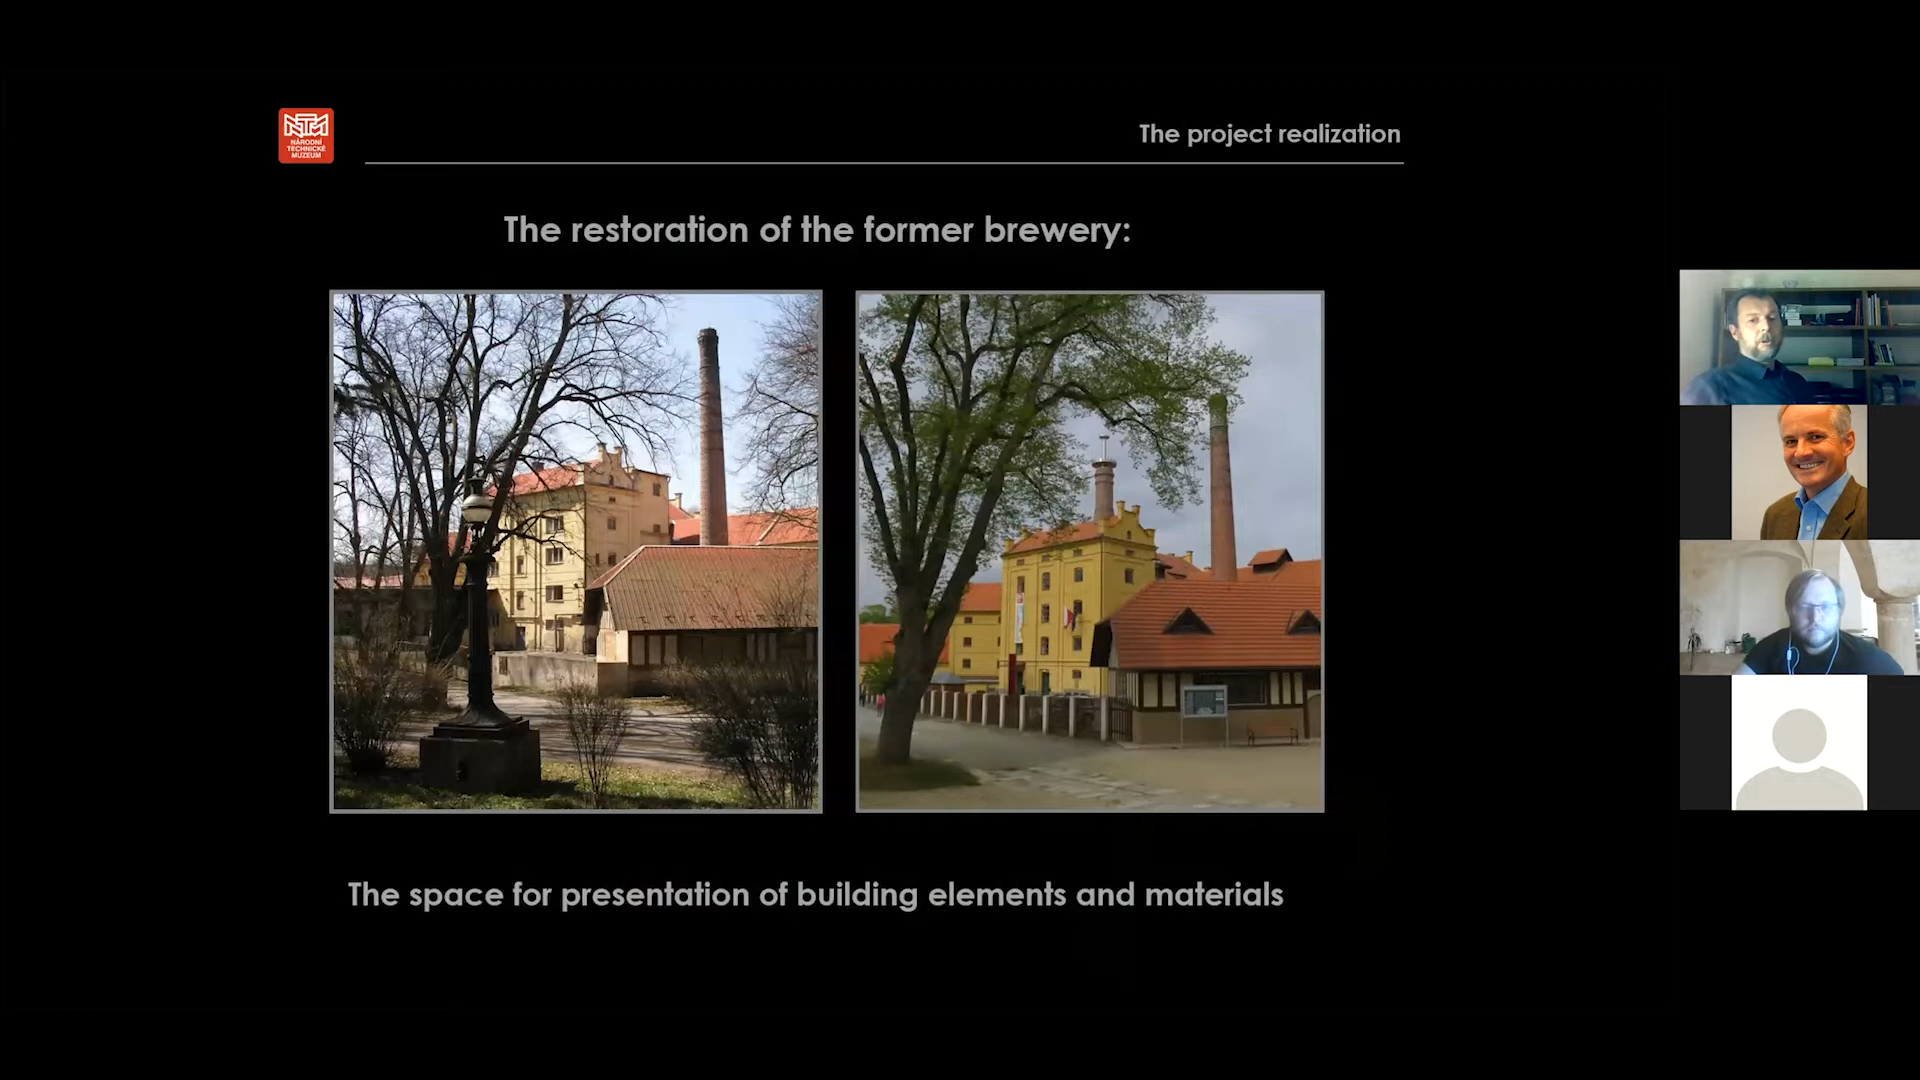 NTM
NÁRODNÍ
TECHNICKÉ
MUZEUM
The project realization
The restoration of the former brewery:
The space for presentation of building elements and materials